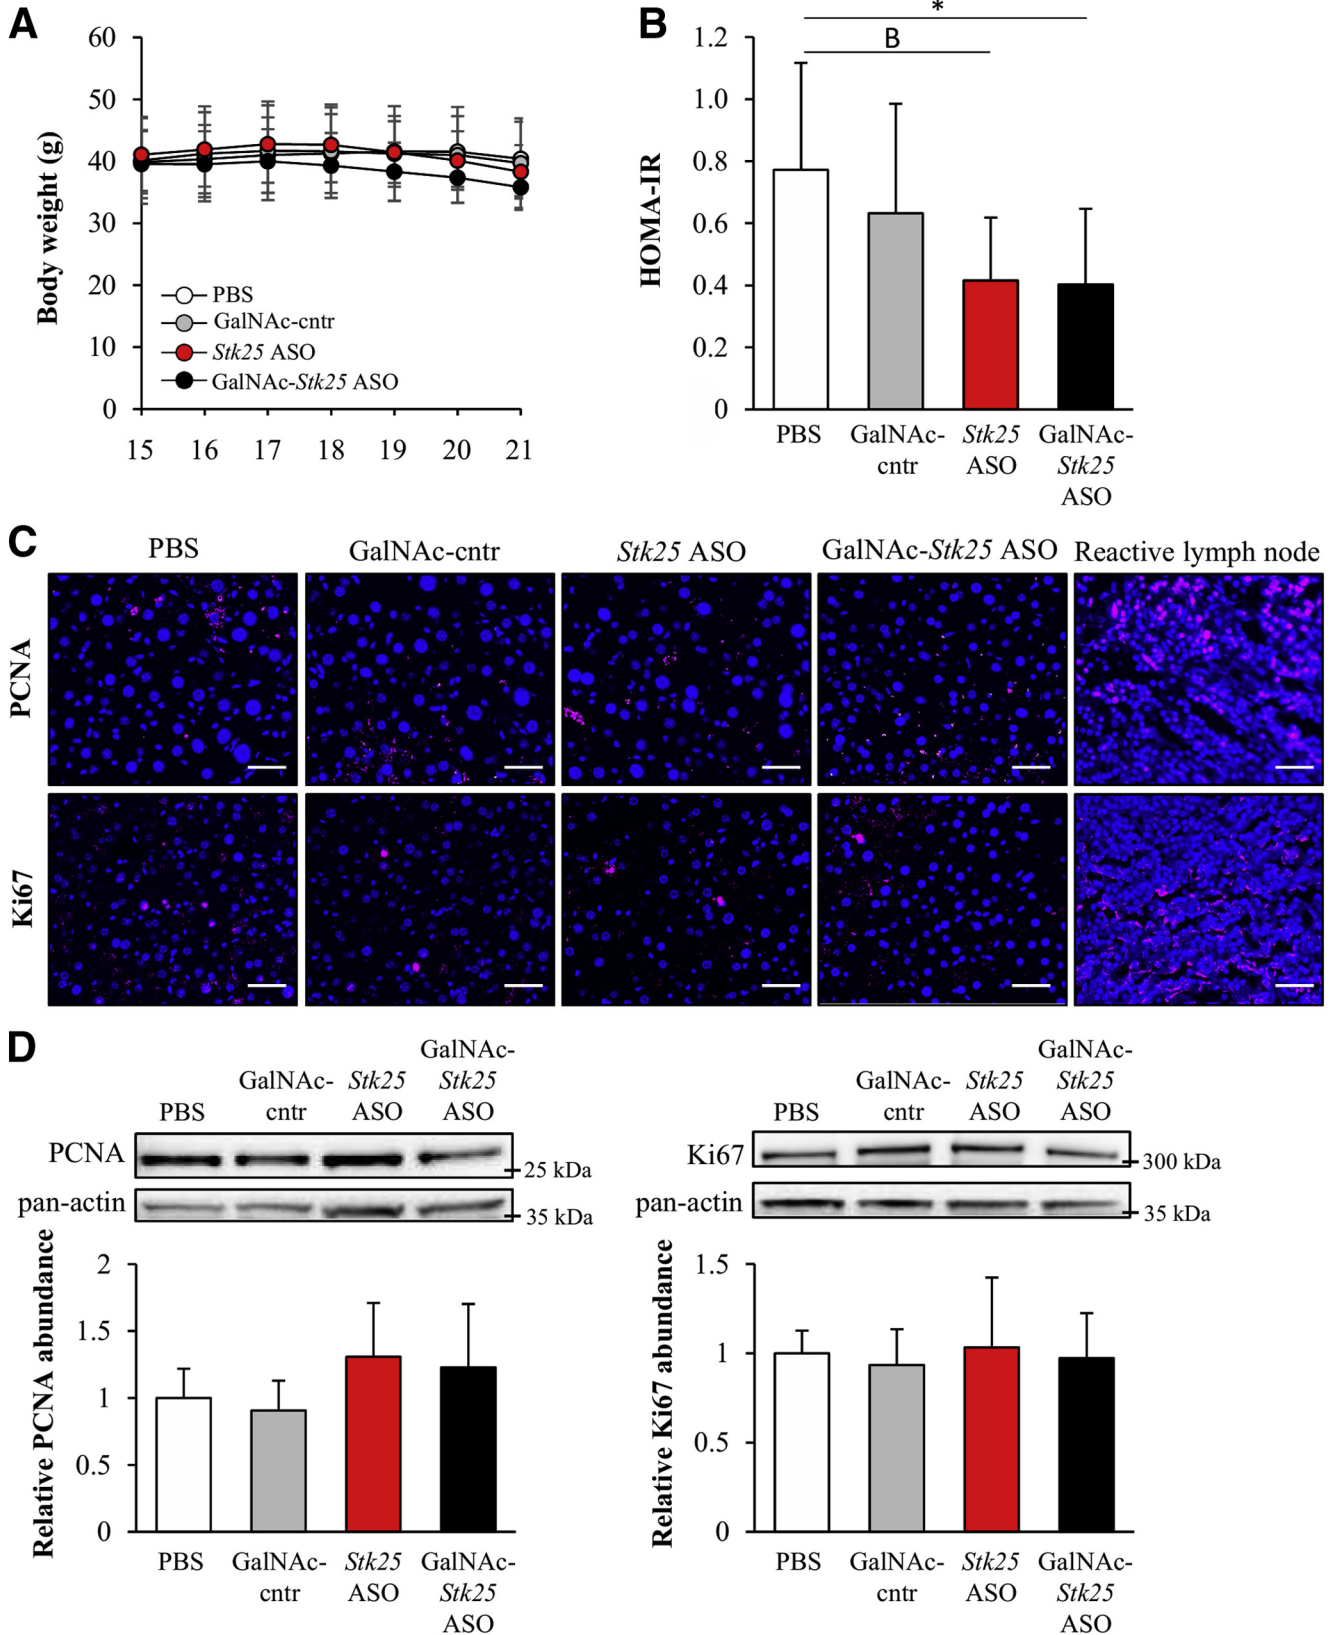 A
Body weight (g)
60
50
40
30
20
10
0
PBS
GalNAc-cntr
Stk25 ASO
GalNAc-Stk25 ASO
15 16 17 18 19 20 21
B
HOMA-IR
1.2
1.0
0.8
0.6
0.4
0.2
0
*
B
PBS GalNAc- Stk25 GalNAc-
cntr ASO Stk25
ASO
C
PBS GalNAc-cntr Stk25 ASO GalNAc-Stk25 ASO Reactive lymph node
PCNA
Ki67
D
GalNAc-
GalNAc- Stk25 Stk25
PBS cntr ASO ASO
PCNA
25 kDa
pan-actin
35 kDa
Relative PCNA abundance
2
1.5
1
0.5
0
PBS GalNAc- Stk25 GalNAc-
cntr ASO Stk25
ASO
GalNAc-
GalNAc- Stk25 Stk25
PBS cntr ASO ASO
Ki67
300 kDa
pan-actin
35 kDa
Relative Ki67 abundance
1.5
1
0.5
0
PBS GalNAc- Stk25 GalNAc-
cntr ASO Stk25
ASO